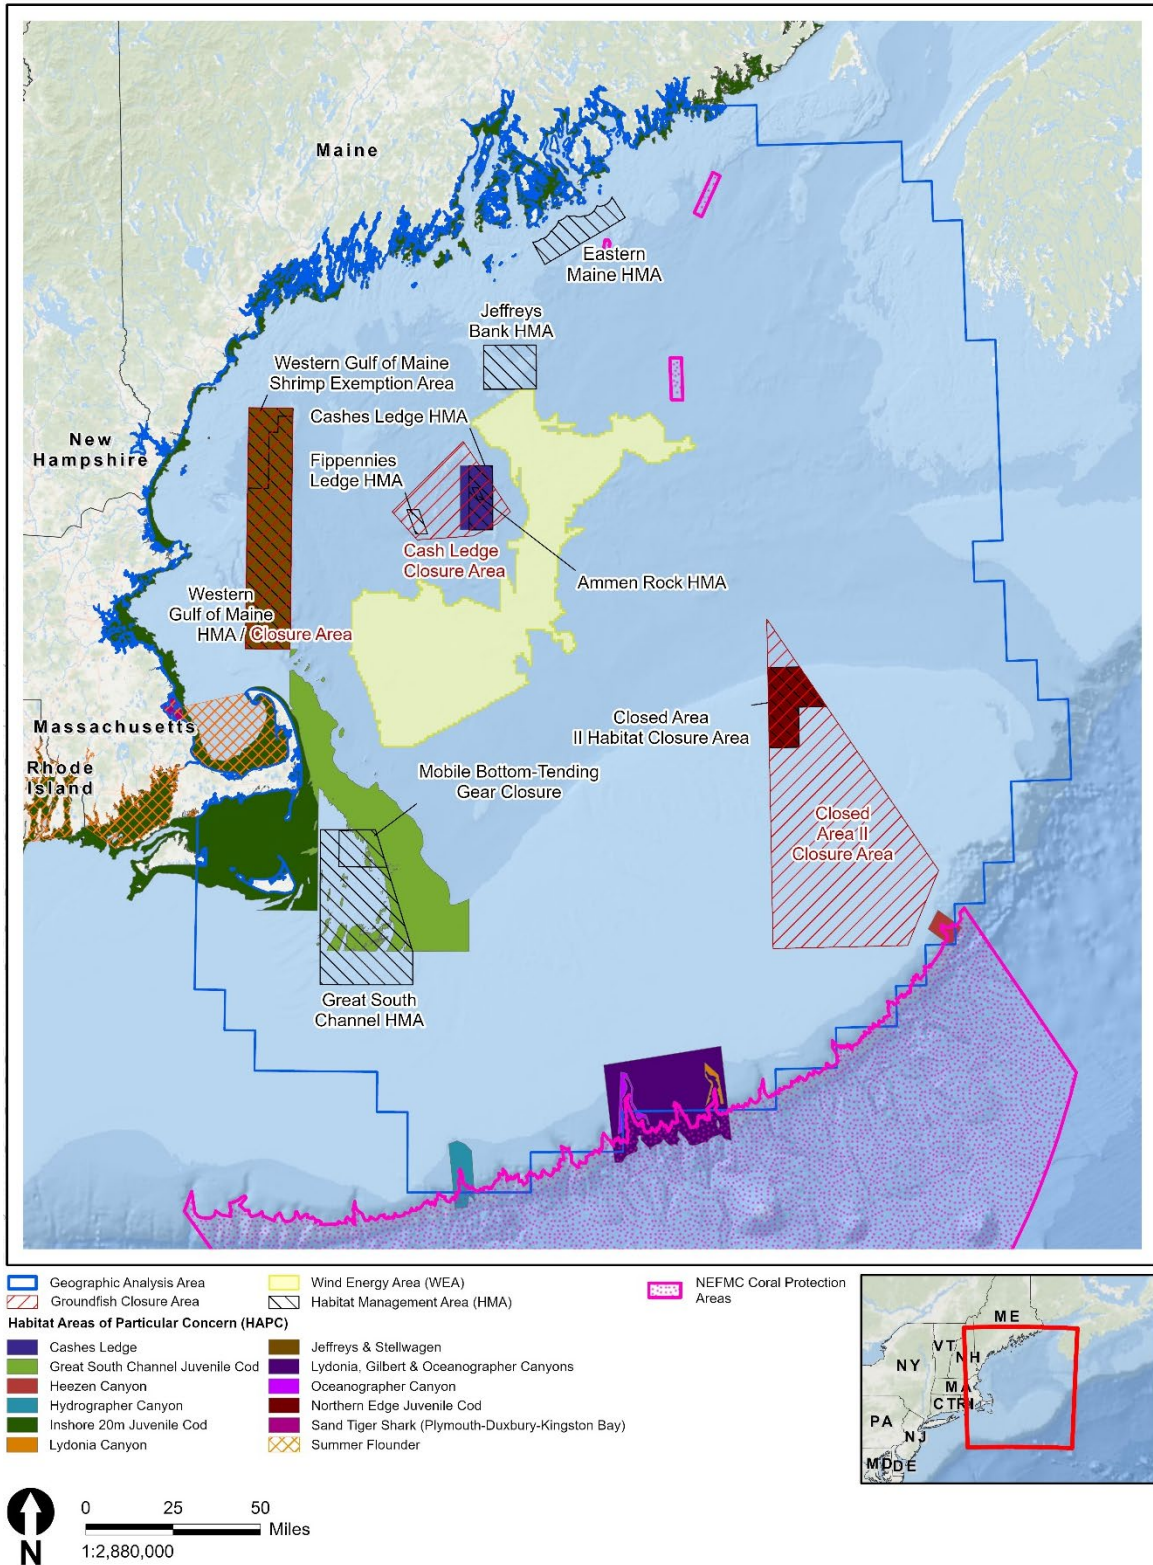 Maine
Eastern
Maine HMA
Jeffreys
Bank HMA
Western Gulf of Maine
Shrimp Exemption Area
Cashes Ledge HMA
New
Hampshire
Fippennies
Ledge HMA
Cash Ledge
Closure Area
Ammen Rock HMA
Western
Gulf of Maine
HMA / Closure Area
Massachusetts
Closed Area
II Habitat Closure Area
Rhode
Island
Mobile Bottom-Tending
Gear Closure
Closed
Area II
Closure Area
Great South
Channel HMA
Geographic Analysis Area
Groundfish Closure Area
Wind Energy Area (WEA)
Habitat Management Area (HMA)
NEFMC Coral Protection
Areas
Habitat Areas of Particular Concern (HAPC)
Cashes Ledge
Great South Channel Juvenile Cod
Heezen Canyon
Hydrographer Canyon
Inshore 20m Juvenile Cod
Lydonia Canyon
Jeffreys & Stellwagen
Lydonia, Gilbert & Oceanographer Canyons
Oceanographer Canyon
Northern Edge Juvenile Cod
Sand Tiger Shark (Plymouth-Duxbury-Kingston Bay)
Summer Flounder
ME
VT
NH
NY
MA
CT
RI
PA
NJ
MD
DE
N
0 25 50
Miles
1:2,880,000